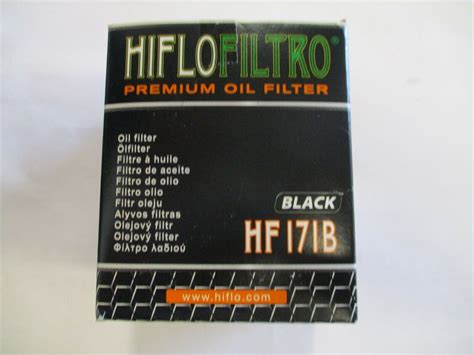 HIFLOFILTRO®
PREMIUM OIL FILTER
Oil filter
Ölfilter
Filtre à huile
Filtro de aceite
Filtro de olio
Filtro olio
Filtr oleju
Alyvos filtras
Olejový filtr
Olejový filter
Φίλτρο λαδιού
BLACK
HF171B
www.hiflo.com